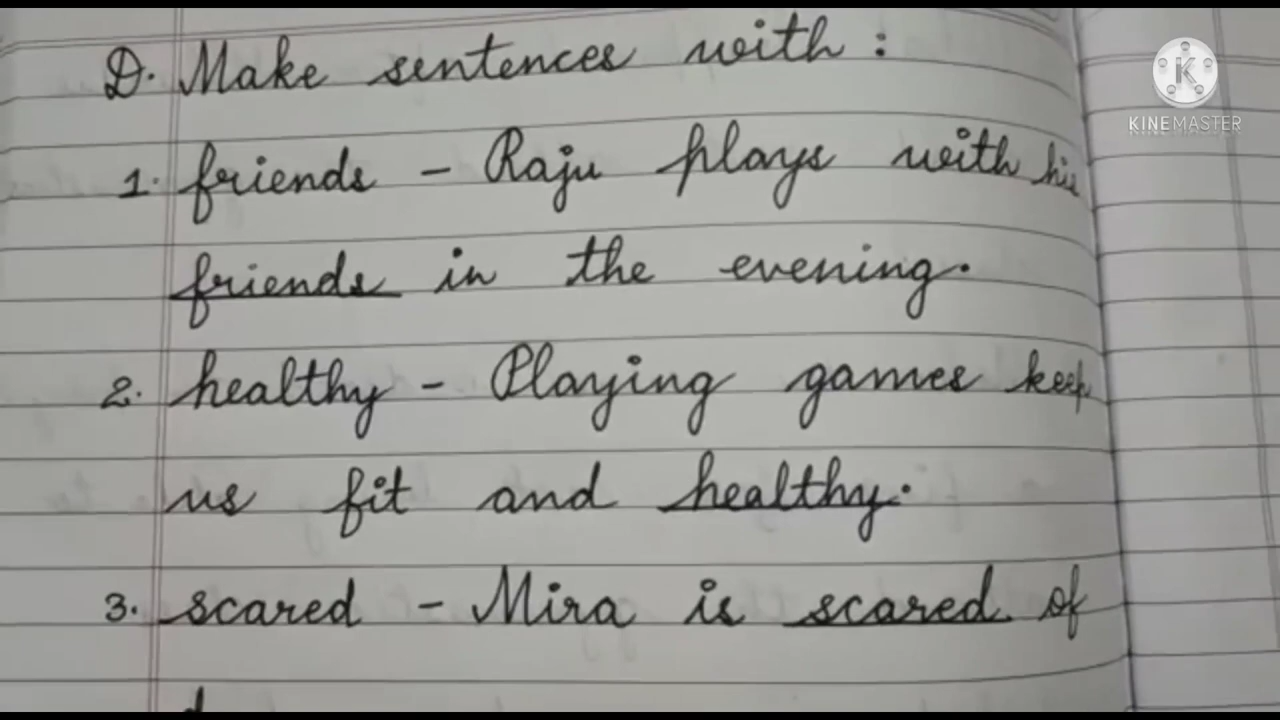 D. Make sentences with :
KINEMASTER
1. friends - Raju plays with his
friends in the evening.
2. healthy - Playing games keep
us fit and healthy.
3. scared - Mira is scared of